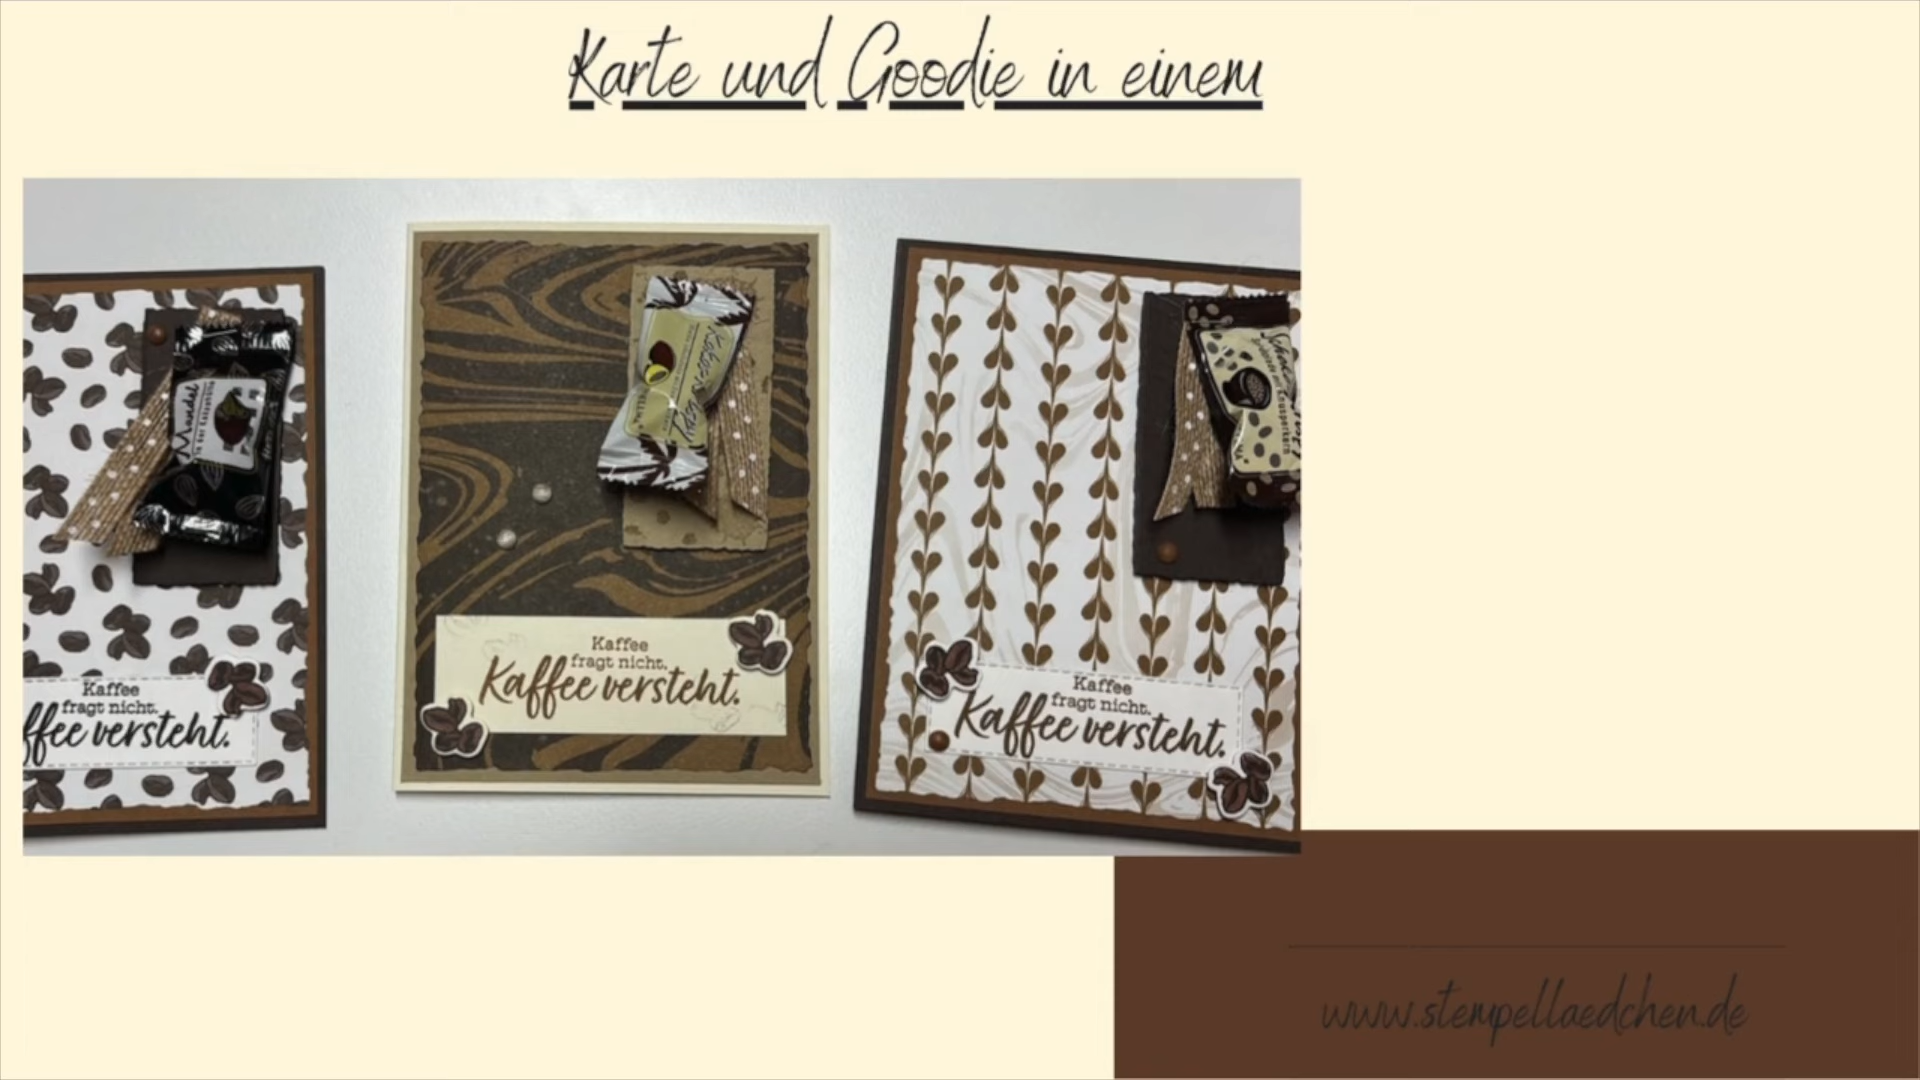 Karte und Goodie in einem
Mandel
Kaffee
fragt nicht.
ffee versteht.
Kaffee
fragt nicht.
Kaffee versteht.
Knusperkern
Kaffee
fragt nicht.
Kaffee versteht.
www.stempellaedchen.de